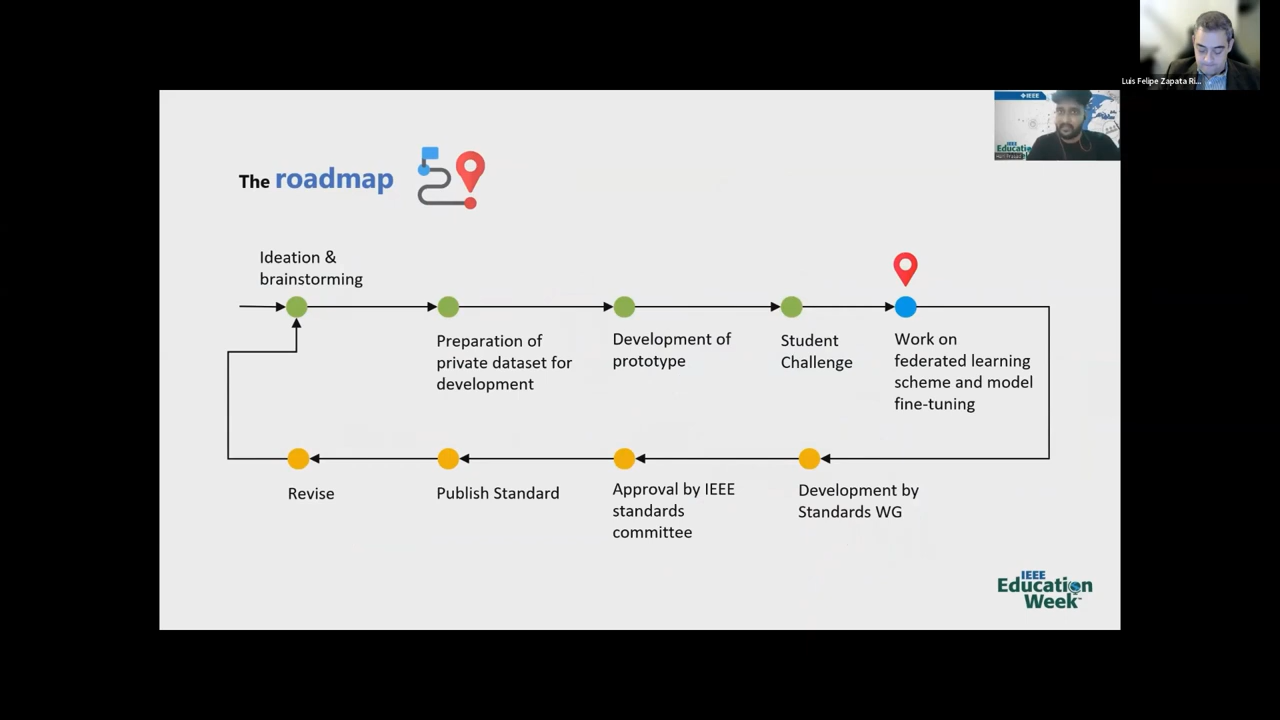 Luis Felipe Zapata Ri...
IEEE
The roadmap
Ideation &
brainstorming
Preparation of
private dataset for
development
Development of
prototype
Student
Challenge
Work on
federated learning
scheme and model
fine-tuning
Revise
Publish Standard
Approval by IEEE
standards
committee
Development by
Standards WG
IEEE
Education
Week™